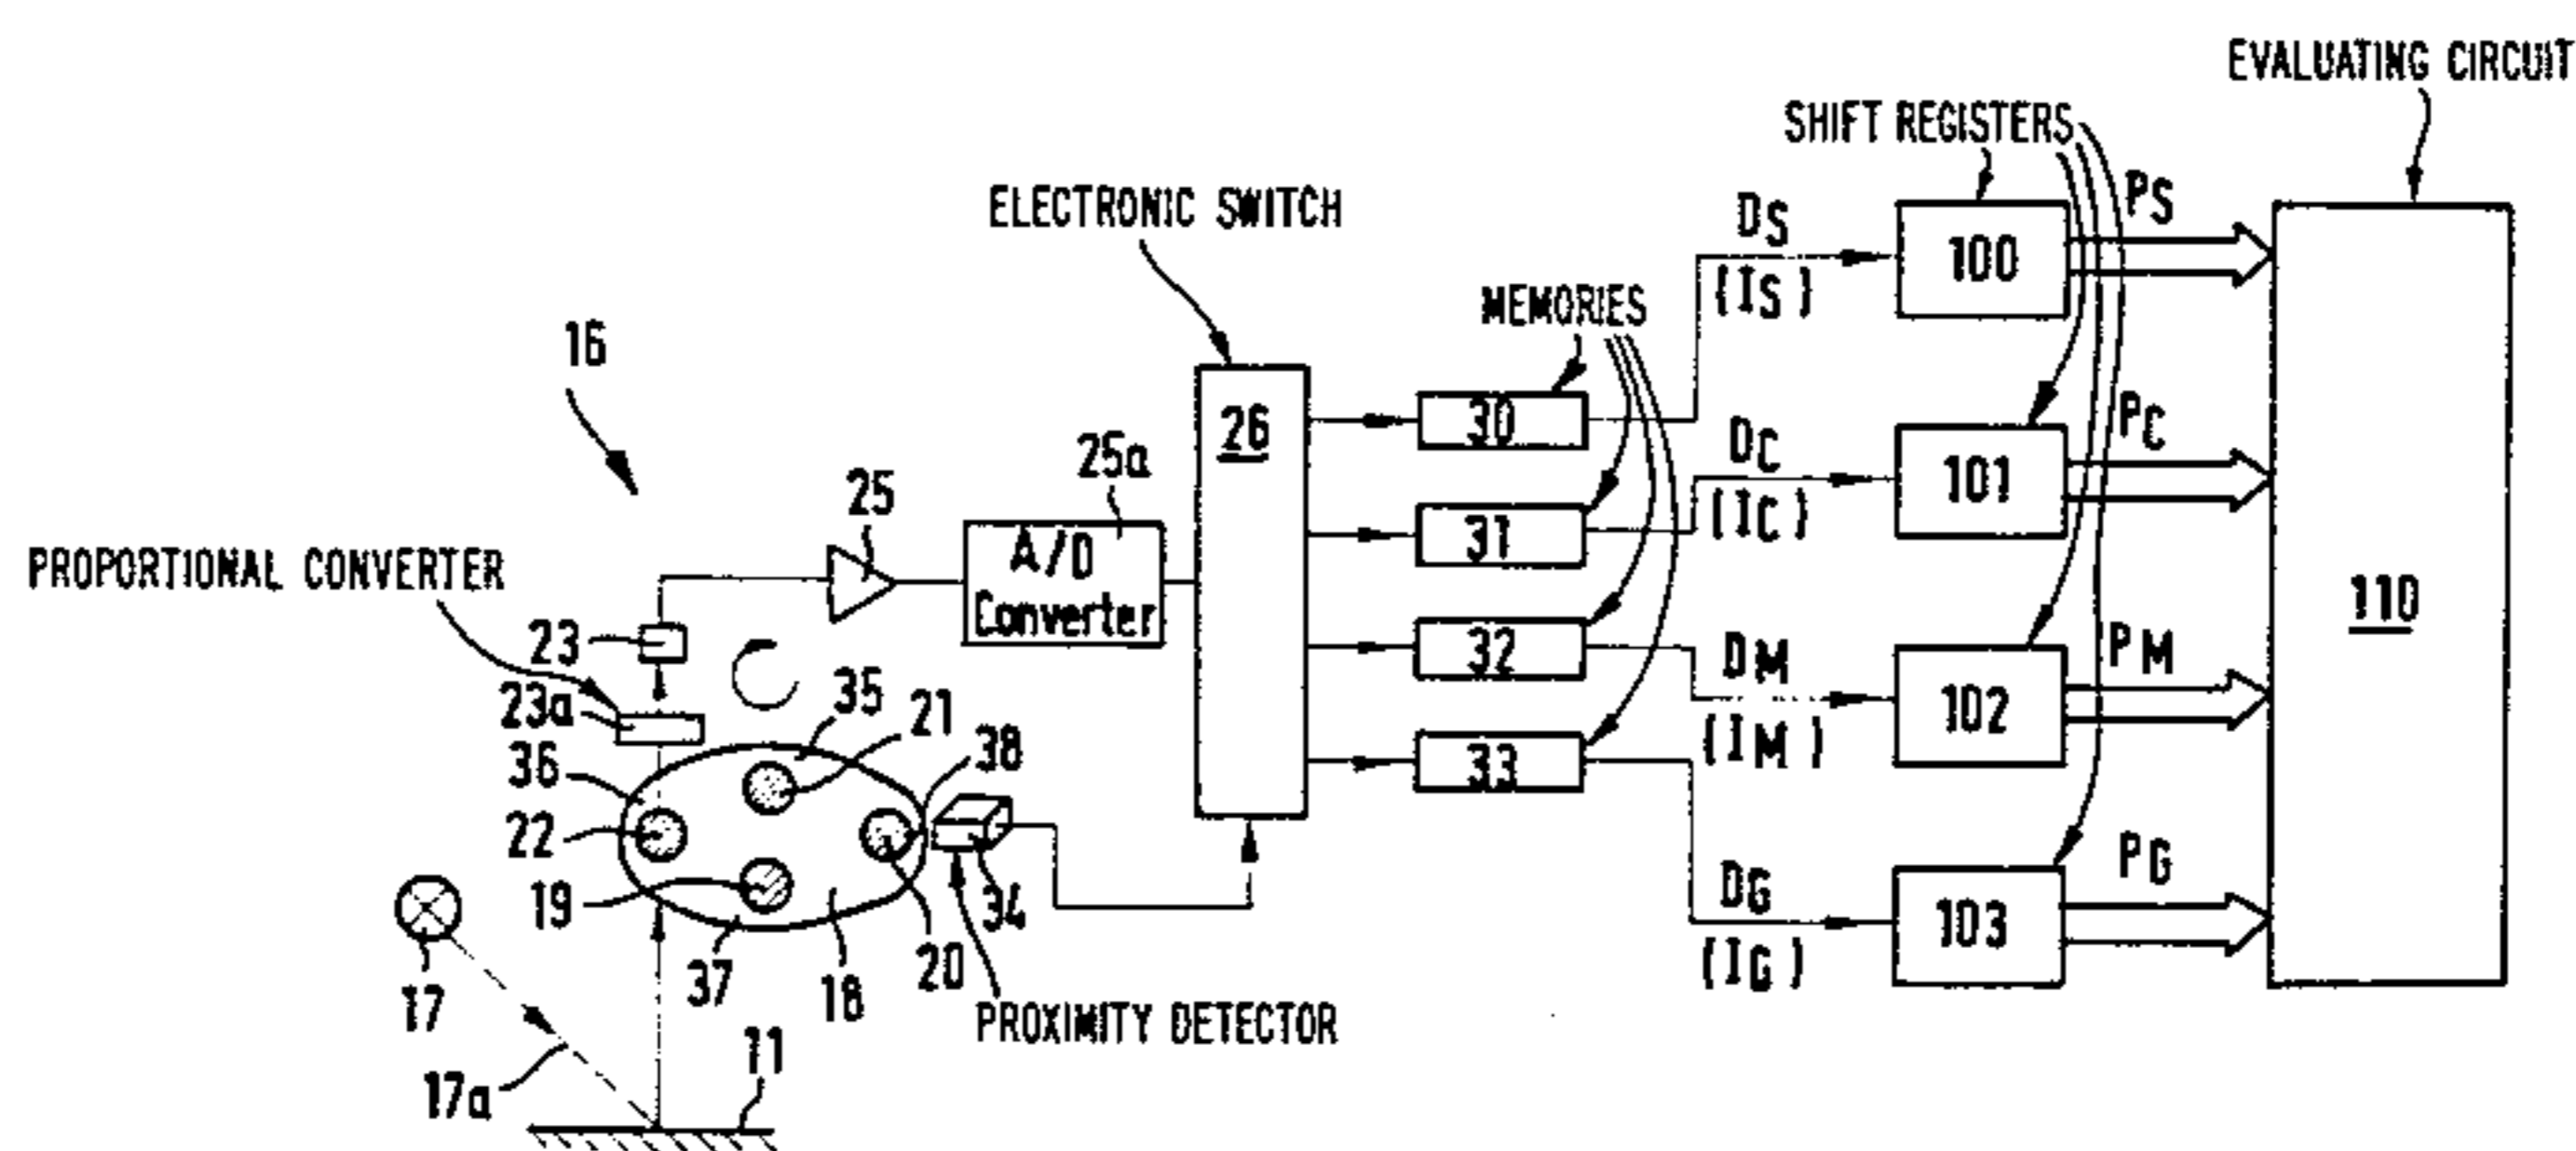 EVALUATING CIRCUIT
SHIFT REGISTERS
ELECTRONIC SWITCH
MEMORIES
PROPORTIONAL CONVERTER
16
25
25a
A/D
Converter
26
30
31
32
33
DS
(IS)
DC
(IC)
DM
(IM)
DG
(IG)
100
101
102
103
PS
PC
PM
PG
110
23
23a
35
21
36
38
22
19
34
37
18
20
17
17a
11
PROXIMITY DETECTOR